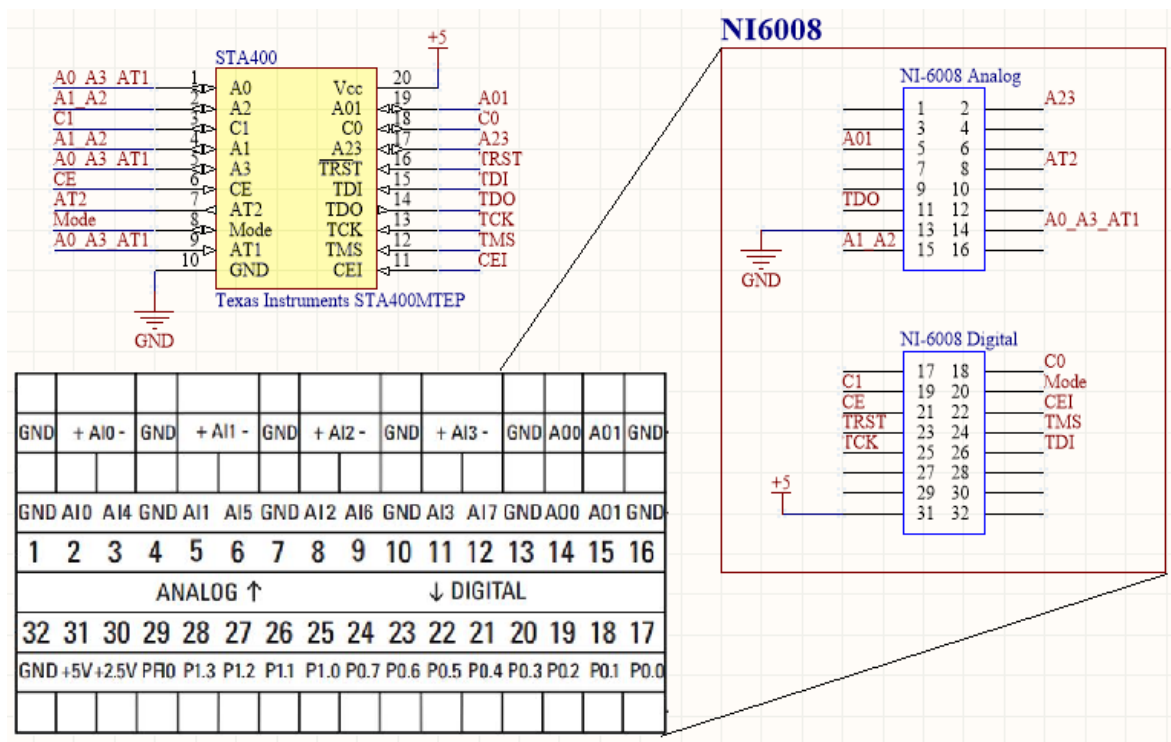 NI6008
STA400
+5
A0_A3_AT1 1 A0 Vcc 20
A1_A2 2 A2 A01 19 A01
C1 3 C1 C0 18 C0
A1_A2 4 A1 A23 17 A23
A0_A3_AT1 5 A3 TRST 16 TRST
CE 6 CE TDI 15 TDI
AT2 7 AT2 TDO 14 TDO
Mode 8 Mode TCK 13 TCK
A0_A3_AT1 9 AT1 TMS 12 TMS
10 GND CEI 11 CEI
Texas Instruments STA400MTEP
GND
NI-6008 Analog
1 2 A23
3 4
A01 5 6
7 8 AT2
9 10
TDO 11 12
13 14 A0_A3_AT1
A1_A2 15 16
GND
NI-6008 Digital
17 18 C0
C1 19 20 Mode
CE 21 22 CEI
TRST 23 24 TMS
TCK 25 26 TDI
27 28
+5 29 30
31 32
GND + AI0 - GND + AI1 - GND + AI2 - GND + AI3 - GND AO0 AO1 GND
GND AI0 AI4 GND AI1 AI5 GND AI2 AI6 GND AI3 AI7 GND AO0 AO1 GND
1 2 3 4 5 6 7 8 9 10 11 12 13 14 15 16
ANALOG ↑ ↓ DIGITAL
32 31 30 29 28 27 26 25 24 23 22 21 20 19 18 17
GND +5V +2.5V PFI0 P1.3 P1.2 P1.1 P1.0 P0.7 P0.6 P0.5 P0.4 P0.3 P0.2 P0.1 P0.0